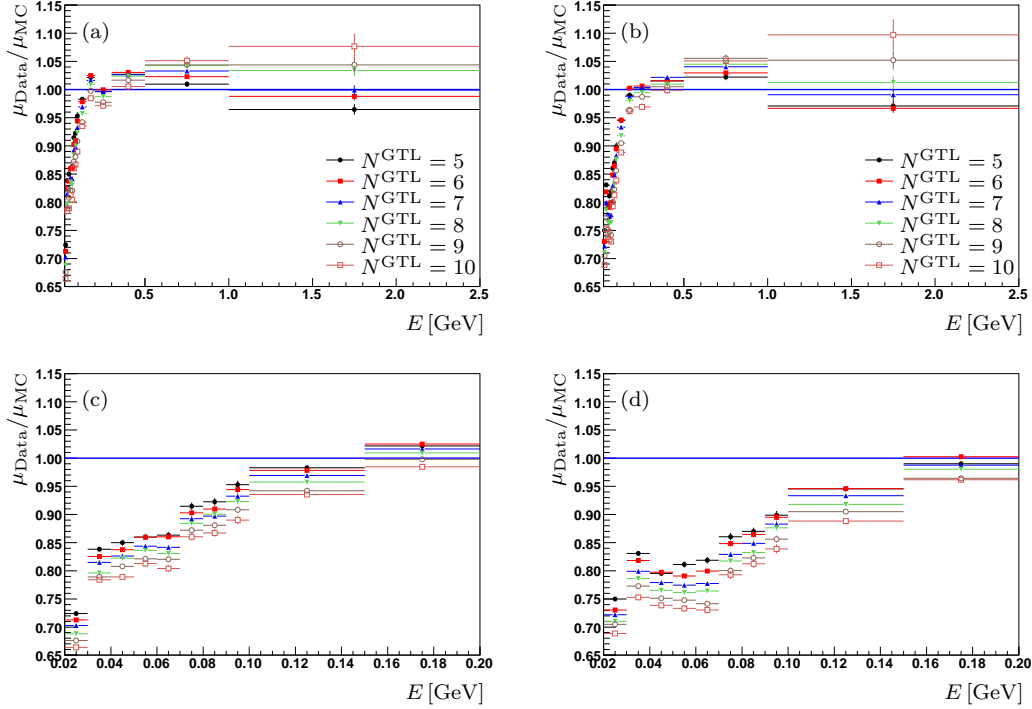 (a)
μData/μMC
1.15
1.10
1.05
1.00
0.95
0.90
0.85
0.80
0.75
0.70
0.65
N^GTL = 5
N^GTL = 6
N^GTL = 7
N^GTL = 8
N^GTL = 9
N^GTL = 10
0.5 1.0 1.5 2.0 2.5
E [GeV]
(b)
μData/μMC
1.15
1.10
1.05
1.00
0.95
0.90
0.85
0.80
0.75
0.70
0.65
N^GTL = 5
N^GTL = 6
N^GTL = 7
N^GTL = 8
N^GTL = 9
N^GTL = 10
0.5 1.0 1.5 2.0 2.5
E [GeV]
(c)
μData/μMC
1.15
1.10
1.05
1.00
0.95
0.90
0.85
0.80
0.75
0.70
0.65
0.02 0.04 0.06 0.08 0.10 0.12 0.14 0.16 0.18 0.20
E [GeV]
(d)
μData/μMC
1.15
1.10
1.05
1.00
0.95
0.90
0.85
0.80
0.75
0.70
0.65
0.02 0.04 0.06 0.08 0.10 0.12 0.14 0.16 0.18 0.20
E [GeV]